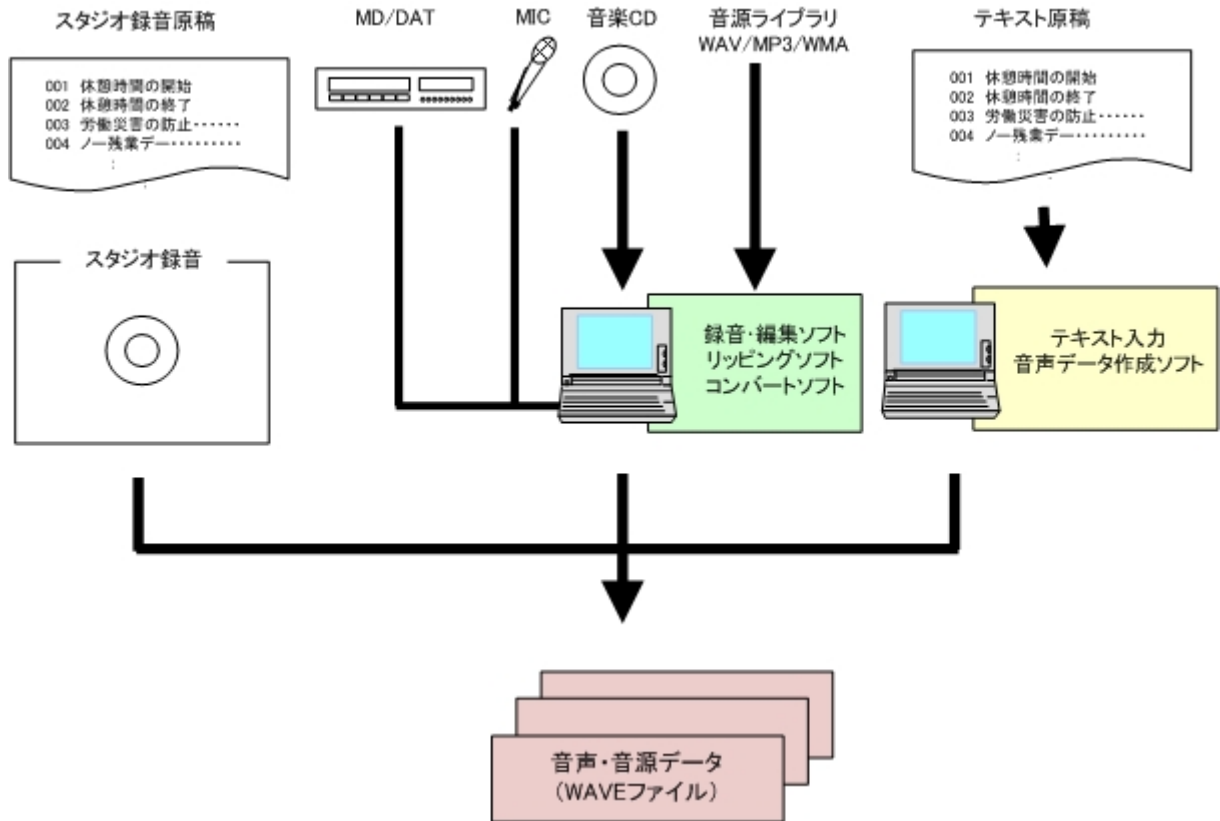 スタジオ録音原稿
MD/DAT
MIC
音楽CD
音源ライブラリ
WAV/MP3/WMA
テキスト原稿
001 休憩時間の開始
002 休憩時間の終了
003 労働災害の防止‥‥‥
004 ノー残業デー‥‥‥‥‥
:
:
001 休憩時間の開始
002 休憩時間の終了
003 労働災害の防止‥‥‥
004 ノー残業デー‥‥‥‥‥
:
:
スタジオ録音
録音・編集ソフト
リッピングソフト
コンバートソフト
テキスト入力
音声データ作成ソフト
音声・音源データ
（WAVEファイル）